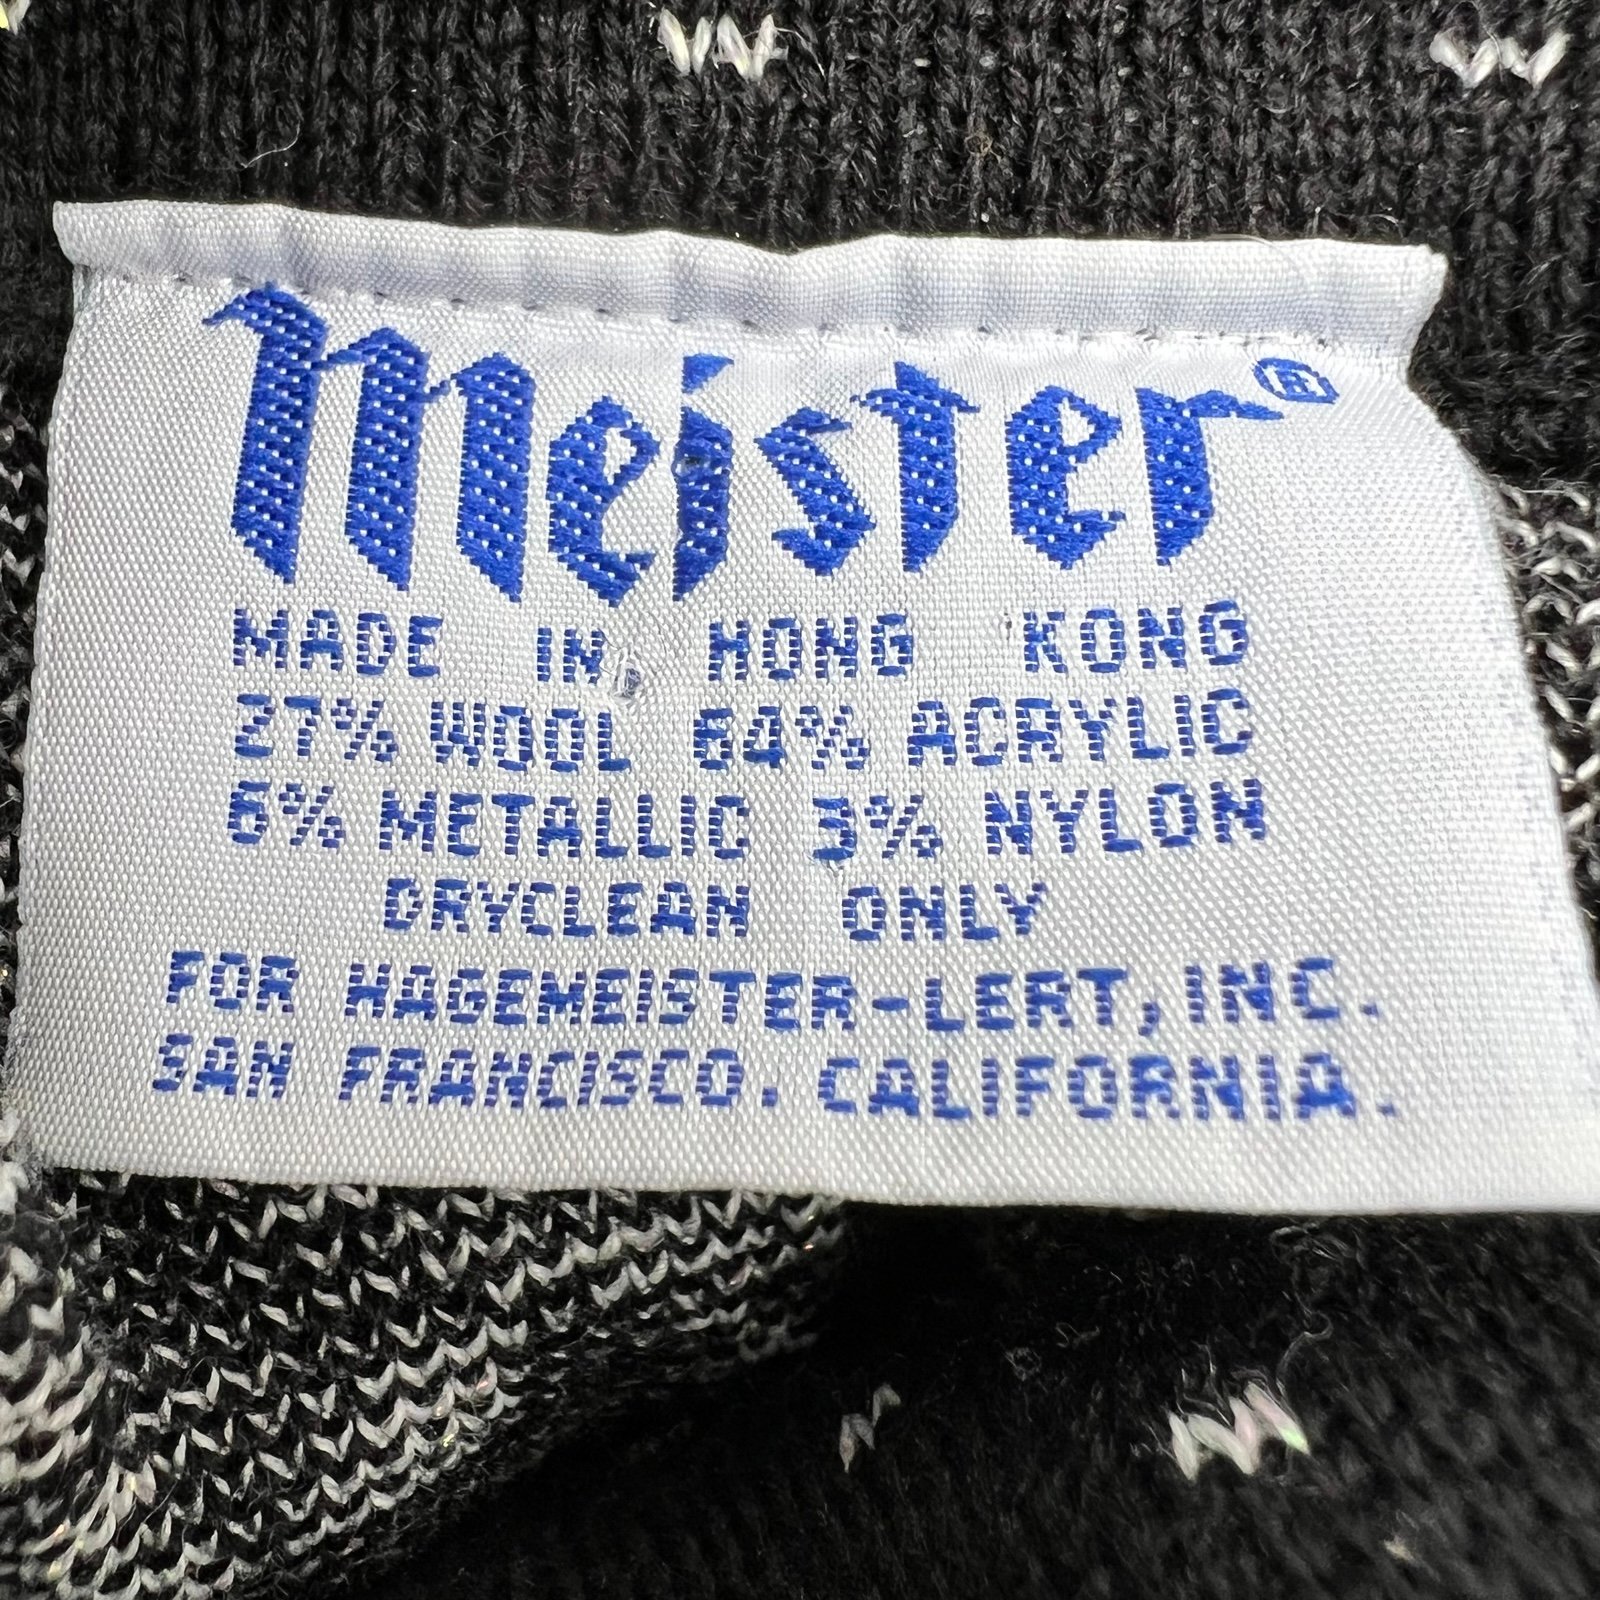 Meister®
MADE IN HONG KONG
27% WOOL 64% ACRYLIC
6% METALLIC 3% NYLON
DRYCLEAN ONLY
FOR HAGEMEISTER-LERT, INC.
SAN FRANCISCO. CALIFORNIA.